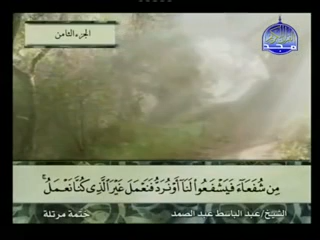 الجزء الثامن
مجد
مِن شُفَعَآءَ فَيَشْفَعُوا۟ لَنَآ أَوْ نُرَدُّ فَنَعْمَلَ غَيْرَ ٱلَّذِى كُنَّا نَعْمَلُ ۚ
الشيخ/عبد الباسط عبد الصمد
ختمة مرتلة